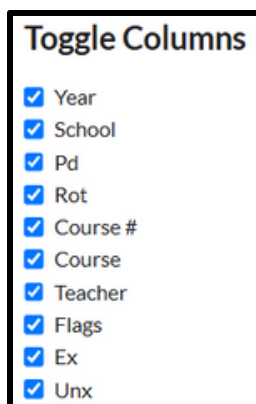 Toggle Columns
Year
School
Pd
Rot
Course #
Course
Teacher
Flags
Ex
Unx